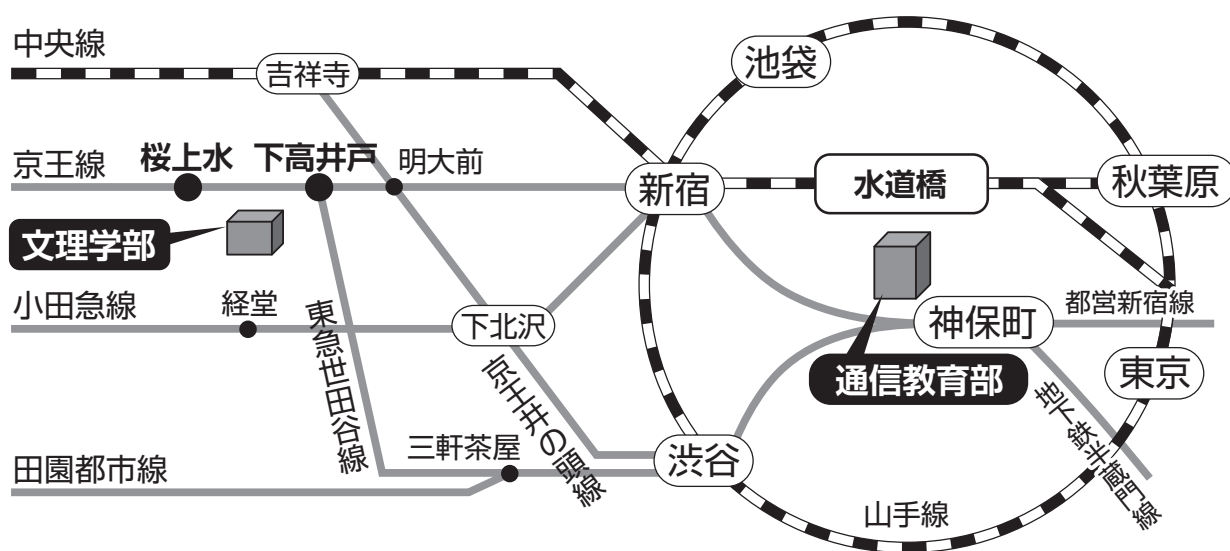 中央線
吉祥寺
池袋
京王線
桜上水
下高井戸
明大前
新宿
水道橋
秋葉原
文理学部
小田急線
経堂
下北沢
神保町
都営新宿線
東急世田谷線
京王井の頭線
通信教育部
東京
地下鉄半蔵門線
田園都市線
三軒茶屋
渋谷
山手線